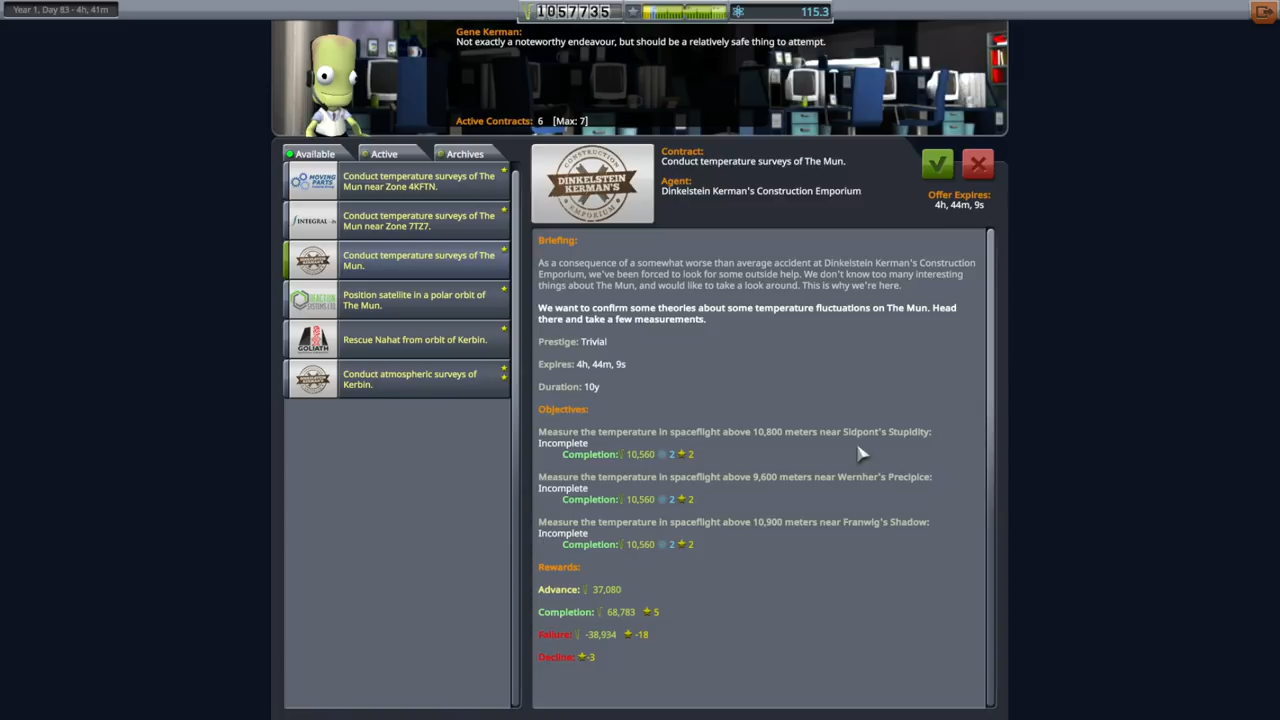 Year 1, Day 83 - 4h, 41m
1057735
115.3
Gene Kerman:
Not exactly a noteworthy endeavour, but should be a relatively safe thing to attempt.
Active Contracts: 6 [Max: 7]
Available
Active
Archives
MOVING PARTS
Conduct temperature surveys of The
Mun near Zone 4KFTN.
INTEGRAL
Conduct temperature surveys of The
Mun near Zone 7TZ7.
Conduct temperature surveys of The
Mun.
Position satellite in a polar orbit of
The Mun.
GOLIATH
Rescue Nahat from orbit of Kerbin.
Conduct atmospheric surveys of
Kerbin.
CONSTRUCTION
DINKELSTEIN
KERMAN'S
EMPORIUM
Contract:
Conduct temperature surveys of The Mun.
Agent:
Dinkelstein Kerman's Construction Emporium
Offer Expires:
4h, 44m, 9s
Briefing:
As a consequence of a somewhat worse than average accident at Dinkelstein Kerman's Construction
Emporium, we've been forced to look for some outside help. We don't know too many interesting
things about The Mun, and would like to take a look around. This is why we're here.
We want to confirm some theories about some temperature fluctuations on The Mun. Head
there and take a few measurements.
Prestige: Trivial
Expires: 4h, 44m, 9s
Duration: 10y
Objectives:
Measure the temperature in spaceflight above 10,800 meters near Sidpont's Stupidity:
Incomplete
Completion: 10,560 2 2
Measure the temperature in spaceflight above 9,600 meters near Wernher's Precipice:
Incomplete
Completion: 10,560 2 2
Measure the temperature in spaceflight above 10,900 meters near Franwig's Shadow:
Incomplete
Completion: 10,560 2 2
Rewards:
Advance: 37,080
Completion: 68,783 5
Failure: -38,934 -18
Decline: -3